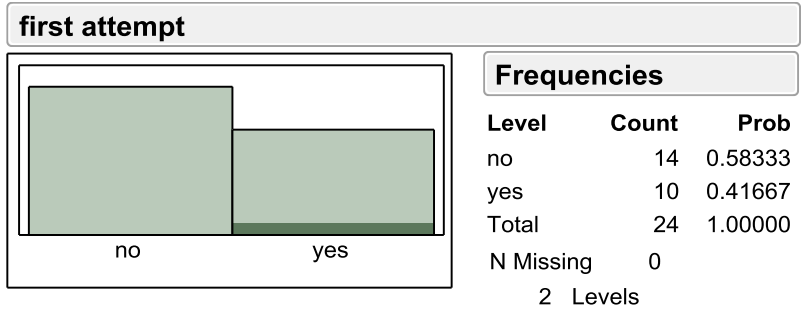 first attempt
no yes
Frequencies
Level Count Prob
no 14 0.58333
yes 10 0.41667
Total 24 1.00000
N Missing 0
2 Levels